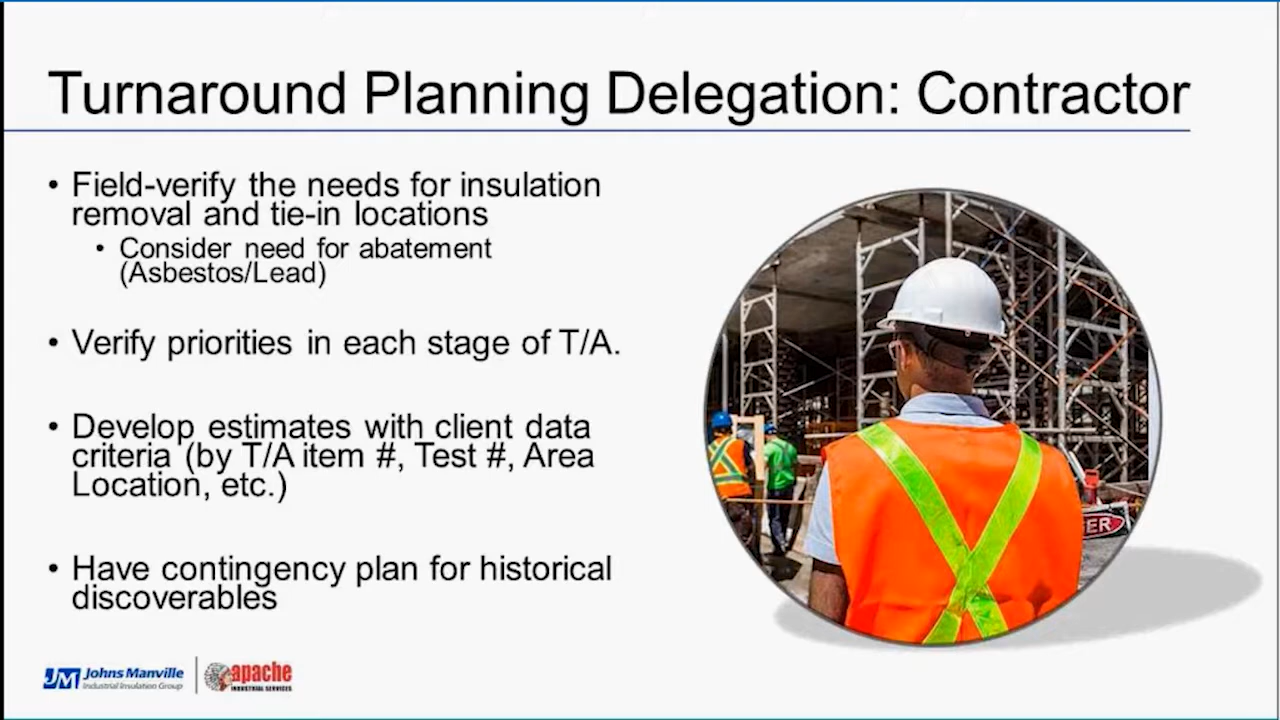 Turnaround Planning Delegation: Contractor
• Field-verify the needs for insulation
removal and tie-in locations
• Consider need for abatement
(Asbestos/Lead)
• Verify priorities in each stage of T/A.
• Develop estimates with client data
criteria (by T/A item #, Test #, Area
Location, etc.)
• Have contingency plan for historical
discoverables
JM Johns Manville
Industrial Insulation Group
apache
INDUSTRIAL SERVICES